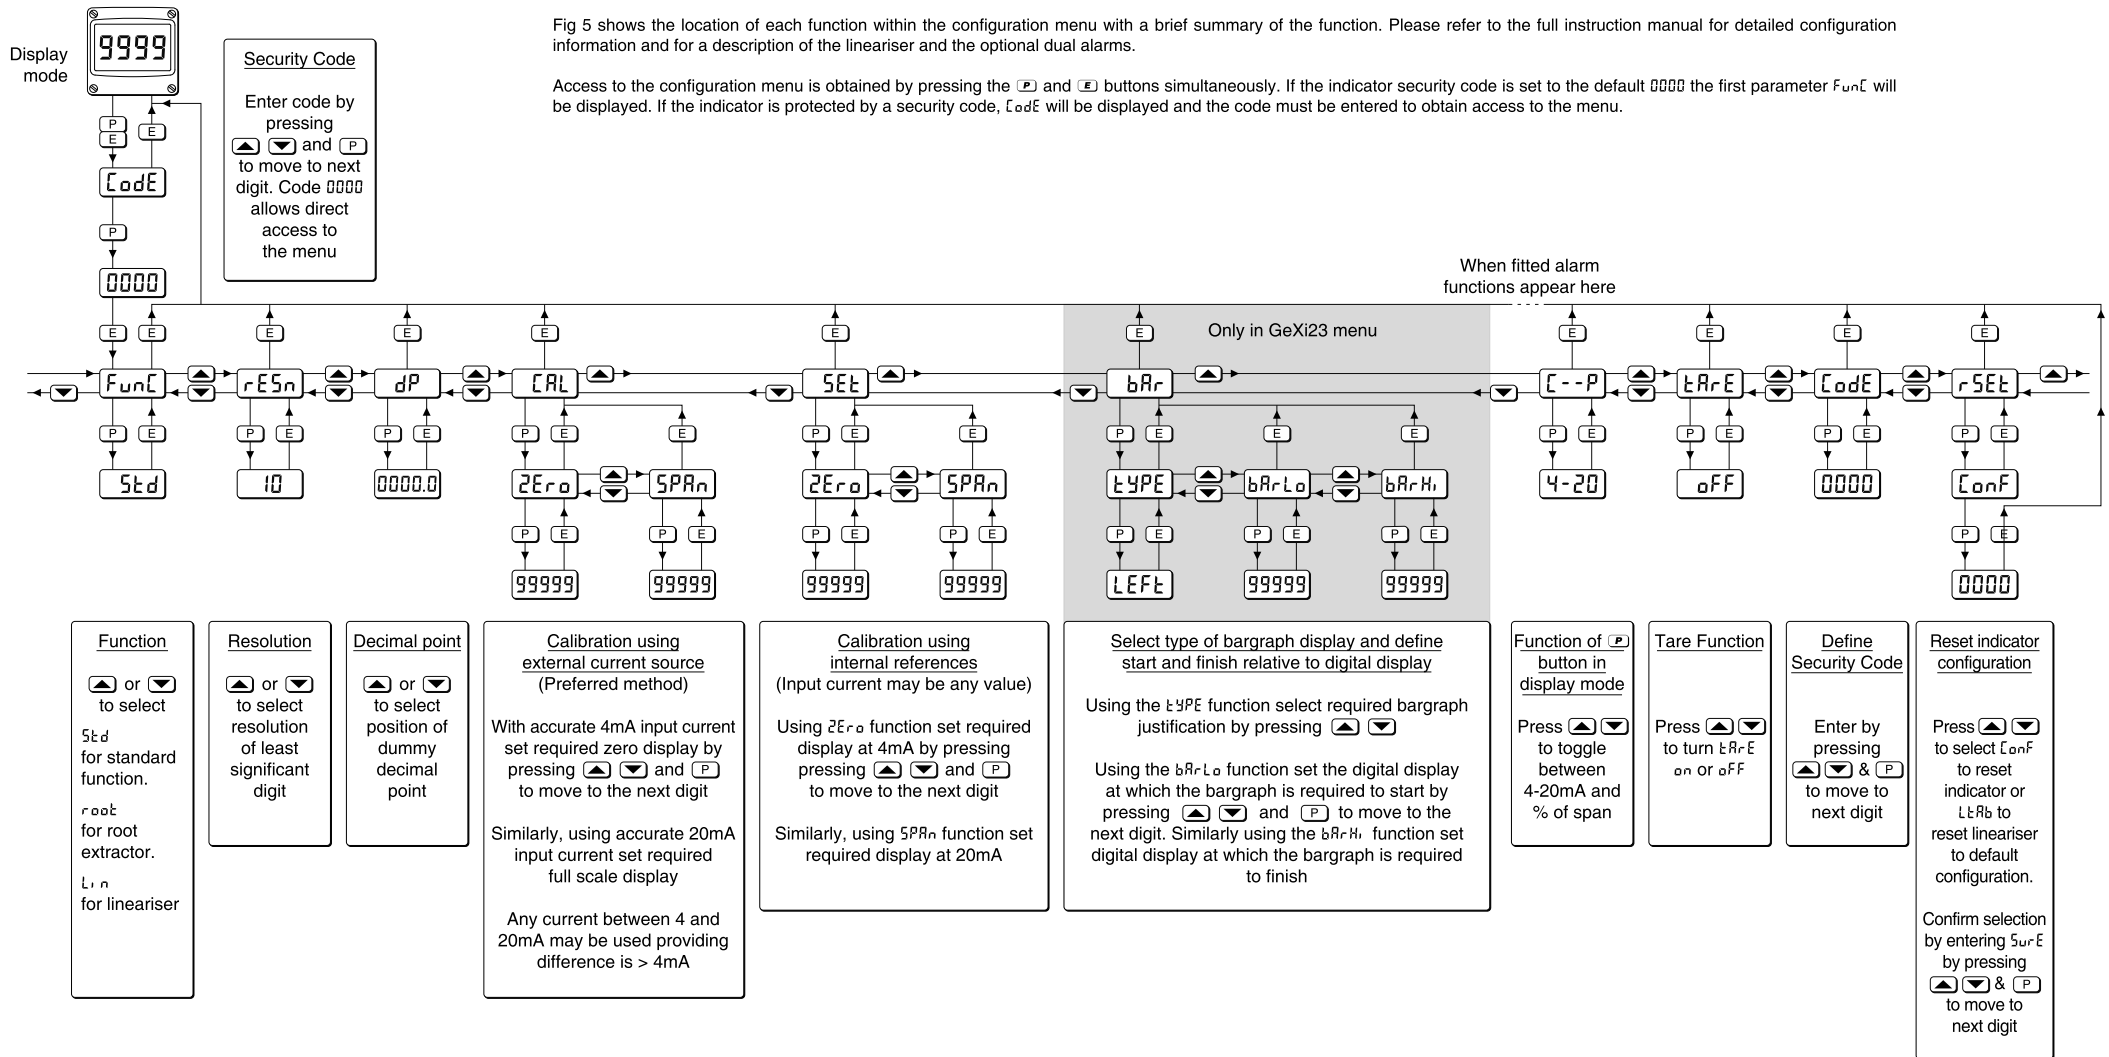 Fig 5 shows the location of each function within the configuration menu with a brief summary of the function. Please refer to the full instruction manual for detailed configuration
information and for a description of the lineariser and the optional dual alarms.
Access to the configuration menu is obtained by pressing the P and E buttons simultaneously. If the indicator security code is set to the default 0000 the first parameter FunC will
be displayed. If the indicator is protected by a security code, CodE will be displayed and the code must be entered to obtain access to the menu.
9999
Display
mode
Security Code
Enter code by
pressing
▲ ▼ and P
to move to next
digit. Code 0000
allows direct
access to
the menu
P
E
E
CodE
P
0000
When fitted alarm
functions appear here
P E E E E E E E E E E
Only in GeXi23 menu
FunC ▲ ▼ rESn ▲ ▼ dP ▲ ▼ CAL ▲ ▼ SEt ▲ ▼ bAr ▲ ▼ C--P ▲ ▼ tArE ▲ ▼ CodE ▲ ▼ rSEt ▲
▼
P E P E P E P E E P E E P E E E P E P E P E P E
Std 10 0000.0 2Ero ▲ ▼ SPAn 2Ero ▲ ▼ SPAn tYPE ▲ ▼ bArLo ▲ ▼ bArHi 4-20 oFF 0000 ConF
P E P E P E P E P E P E P E P E
99999 99999 99999 99999 LEFt 99999 99999 0000
Function
▲ or ▼
to select
Std
for standard
function.
root
for root
extractor.
Lin
for lineariser
Resolution
▲ or ▼
to select
resolution
of least
significant
digit
Decimal point
▲ or ▼
to select
position of
dummy
decimal
point
Calibration using
external current source
(Preferred method)
With accurate 4mA input current
set required zero display by
pressing ▲ ▼ and P
to move to the next digit
Similarly, using accurate 20mA
input current set required
full scale display
Any current between 4 and
20mA may be used providing
difference is > 4mA
Calibration using
internal references
(Input current may be any value)
Using 2Ero function set required
display at 4mA by pressing
pressing ▲ ▼ and P
to move to the next digit
Similarly, using SPAn function set
required display at 20mA
Select type of bargraph display and define
start and finish relative to digital display
Using the tYPE function select required bargraph
justification by pressing ▲ ▼
Using the bArLo function set the digital display
at which the bargraph is required to start by
pressing ▲ ▼ and P to move to the
next digit. Similarly using the bArHi function set
digital display at which the bargraph is required
to finish
Function of P
button in
display mode
Press ▲ ▼
to toggle
between
4-20mA and
% of span
Tare Function
Press ▲ ▼
to turn tArE
on or oFF
Define
Security Code
Enter by
pressing
▲ ▼ & P
to move to
next digit
Reset indicator
configuration
Press ▲ ▼
to select ConF
to reset
indicator or
LtAb to
reset lineariser
to default
configuration.
Confirm selection
by entering SurE
by pressing
▲ ▼ & P
to move to
next digit